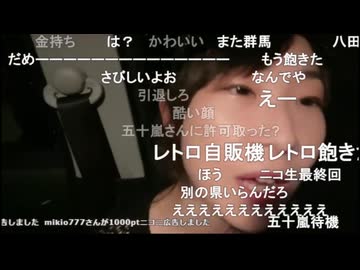 金持ち は？ かわいい また群馬 八田
だめーーーーーーーーーーーーーー もう飽きた
さびしいよお なんでや
引退しろ えー
酷い顔
五十嵐さんに許可取った?
レトロ自販機 レトロ飽き
ほう ニコ生最終回
別の県いらんだろ
えええええええええええええ
告しました mikio777さんが1000ptニコニ広告しました 五十嵐待機